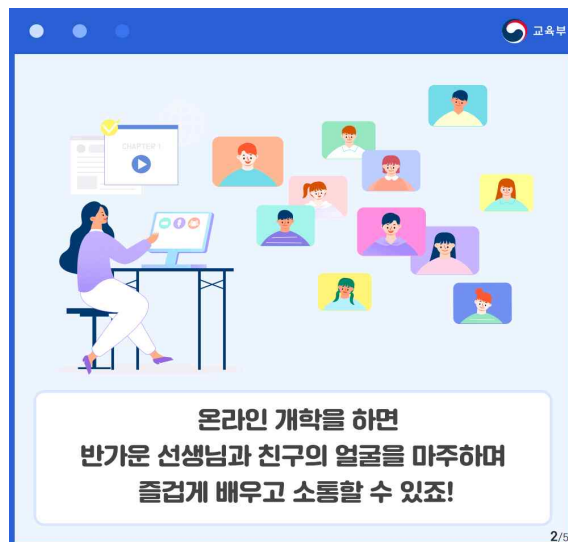 교육부
CHAPTER 1
온라인 개학을 하면
반가운 선생님과 친구의 얼굴을 마주하며
즐겁게 배우고 소통할 수 있죠!
2/5